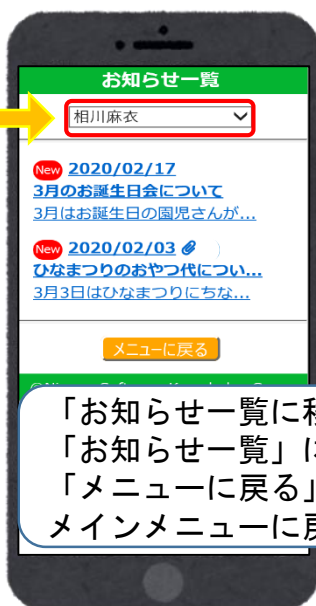 お知らせ一覧
相川麻衣
New 2020/02/17
3月のお誕生日会について
3月はお誕生日の園児さんが...
New 2020/02/03
ひなまつりのおやつ代につい...
3月3日はひなまつりにちな...
メニューに戻る
「お知らせ一覧に
「お知らせ一覧」に
「メニューに戻る」
メインメニューに